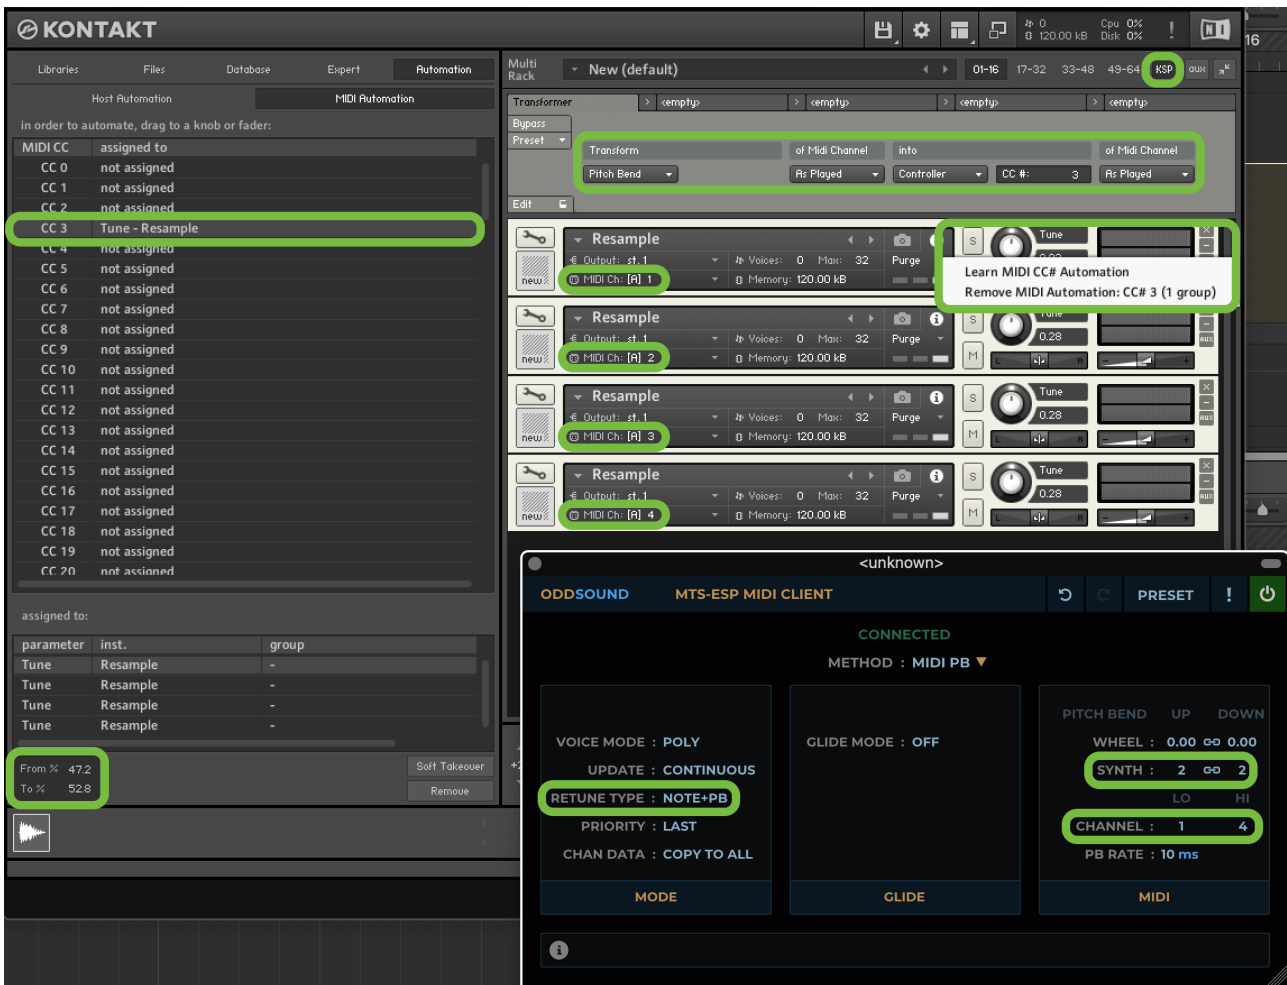 KONTAKT
0
120.00 kB
Cpu 0%
Disk 0%
!
NI
16
Libraries Files Database Expert Automation
Host Automation MIDI Automation
in order to automate, drag to a knob or fader:
MIDI CC assigned to
CC 0 not assigned
CC 1 not assigned
CC 2 not assigned
CC 3 Tune - Resample
CC 4 not assigned
CC 5 not assigned
CC 6 not assigned
CC 7 not assigned
CC 8 not assigned
CC 9 not assigned
CC 10 not assigned
CC 11 not assigned
CC 12 not assigned
CC 13 not assigned
CC 14 not assigned
CC 15 not assigned
CC 16 not assigned
CC 17 not assigned
CC 18 not assigned
CC 19 not assigned
CC 20 not assigned
assigned to:
parameter inst. group
Tune Resample -
Tune Resample -
Tune Resample -
Tune Resample -
From % 47.2
To % 52.8
Soft Takeover
Remove
Multi
Rack
New (default)
01-16 17-32 33-48 49-64 KSP aux
Transformer <empty> <empty> <empty> <empty>
Bypass
Preset
Transform of Midi Channel into of Midi Channel
Pitch Bend As Played Controller CC #: 3 As Played
Edit
Resample
Output: st. 1 Voices: 0 Max: 32 Purge
MIDI Ch: [A] 1 Memory: 120.00 kB
new
S
Tune
Learn MIDI CC# Automation
Remove MIDI Automation: CC# 3 (1 group)
Resample
Output: st. 1 Voices: 0 Max: 32 Purge
MIDI Ch: [A] 2 Memory: 120.00 kB
new
S
M
Tune
0.28
L R
- +
AUX
Resample
Output: st. 1 Voices: 0 Max: 32 Purge
MIDI Ch: [A] 3 Memory: 120.00 kB
new
S
M
Tune
0.28
L R
- +
AUX
Resample
Output: st. 1 Voices: 0 Max: 32 Purge
MIDI Ch: [A] 4 Memory: 120.00 kB
new
S
M
Tune
0.28
L R
- +
AUX
<unknown>
ODDSOUND MTS-ESP MIDI CLIENT PRESET !
CONNECTED
METHOD : MIDI PB
VOICE MODE : POLY
UPDATE : CONTINUOUS
RETUNE TYPE : NOTE+PB
PRIORITY : LAST
CHAN DATA : COPY TO ALL
MODE
GLIDE MODE : OFF
GLIDE
PITCH BEND UP DOWN
WHEEL : 0.00 0.00
SYNTH : 2 2
LO HI
CHANNEL : 1 4
PB RATE : 10 ms
MIDI